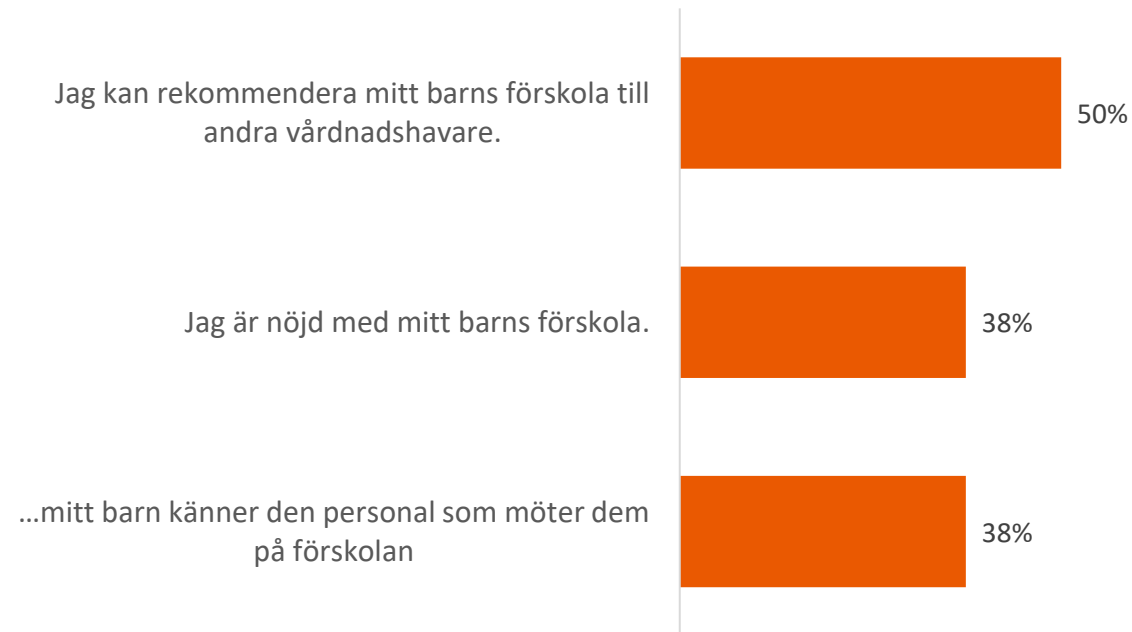 Jag kan rekommendera mitt barns förskola till
andra vårdnadshavare.
50%
Jag är nöjd med mitt barns förskola.
38%
...mitt barn känner den personal som möter dem
på förskolan
38%